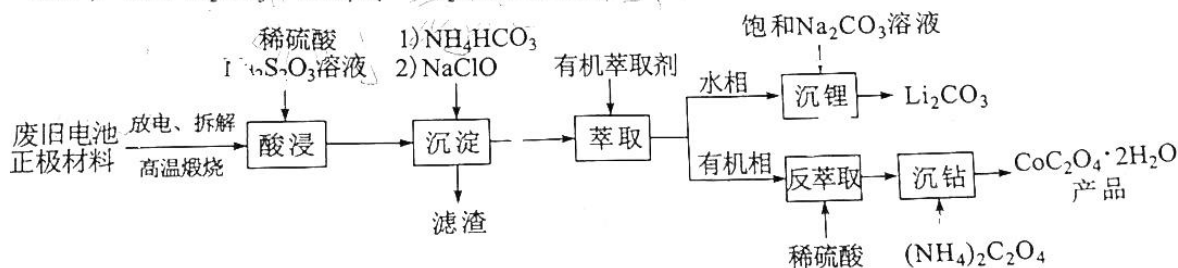 稀硫酸 1)NH₄HCO₃ 饱和Na₂CO₃溶液
S₂O₃溶液 2)NaClO 有机萃取剂
水相 沉锂 Li₂CO₃
废旧电池 放电、拆解 酸浸 沉淀 萃取
正极材料 高温煅烧
有机相 反萃取 沉钴 CoC₂O₄·2H₂O
产品
滤渣
稀硫酸 (NH₄)₂C₂O₄